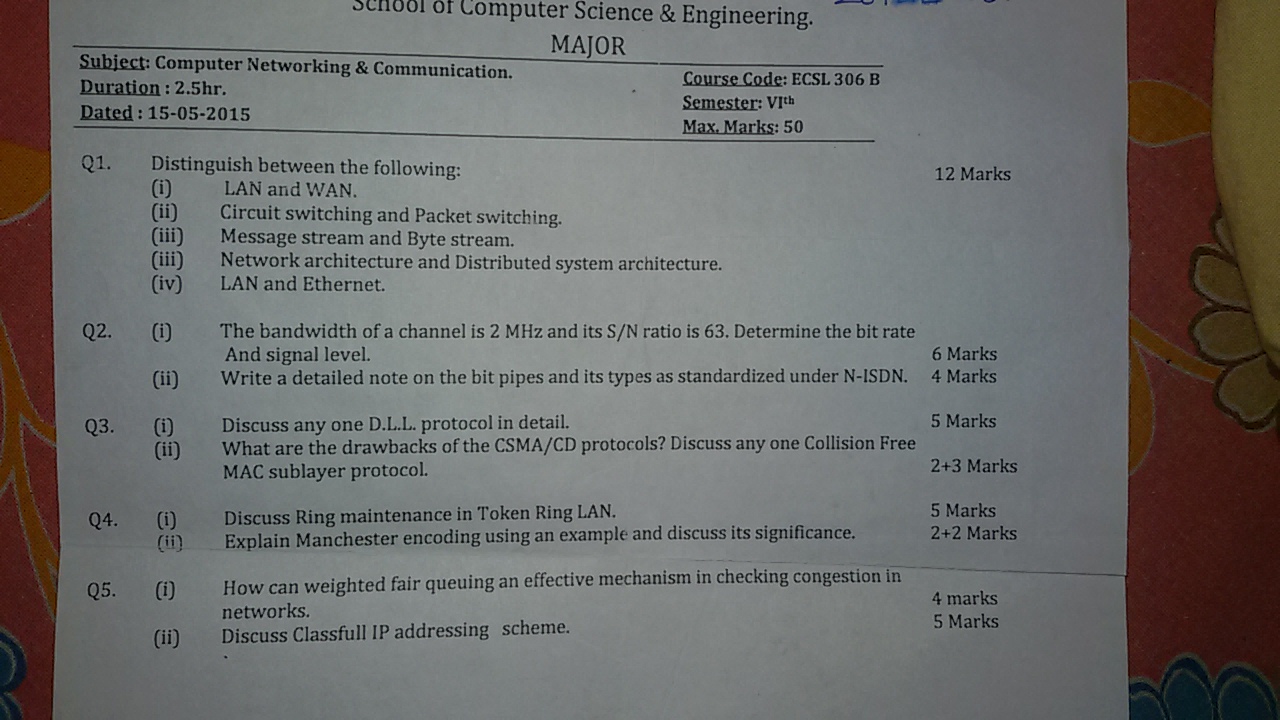 School of Computer Science & Engineering.
MAJOR
Subject: Computer Networking & Communication.
Course Code: ECSL 306 B
Duration : 2.5hr.
Semester: VIth
Dated : 15-05-2015
Max. Marks: 50
Q1. Distinguish between the following: 12 Marks
(i) LAN and WAN.
(ii) Circuit switching and Packet switching.
(iii) Message stream and Byte stream.
(iii) Network architecture and Distributed system architecture.
(iv) LAN and Ethernet.
Q2. (i) The bandwidth of a channel is 2 MHz and its S/N ratio is 63. Determine the bit rate
And signal level. 6 Marks
(ii) Write a detailed note on the bit pipes and its types as standardized under N-ISDN. 4 Marks
Q3. (i) Discuss any one D.L.L. protocol in detail. 5 Marks
(ii) What are the drawbacks of the CSMA/CD protocols? Discuss any one Collision Free
MAC sublayer protocol. 2+3 Marks
Q4. (i) Discuss Ring maintenance in Token Ring LAN. 5 Marks
(ii) Explain Manchester encoding using an example and discuss its significance. 2+2 Marks
Q5. (i) How can weighted fair queuing an effective mechanism in checking congestion in
networks. 4 marks
(ii) Discuss Classfull IP addressing scheme. 5 Marks